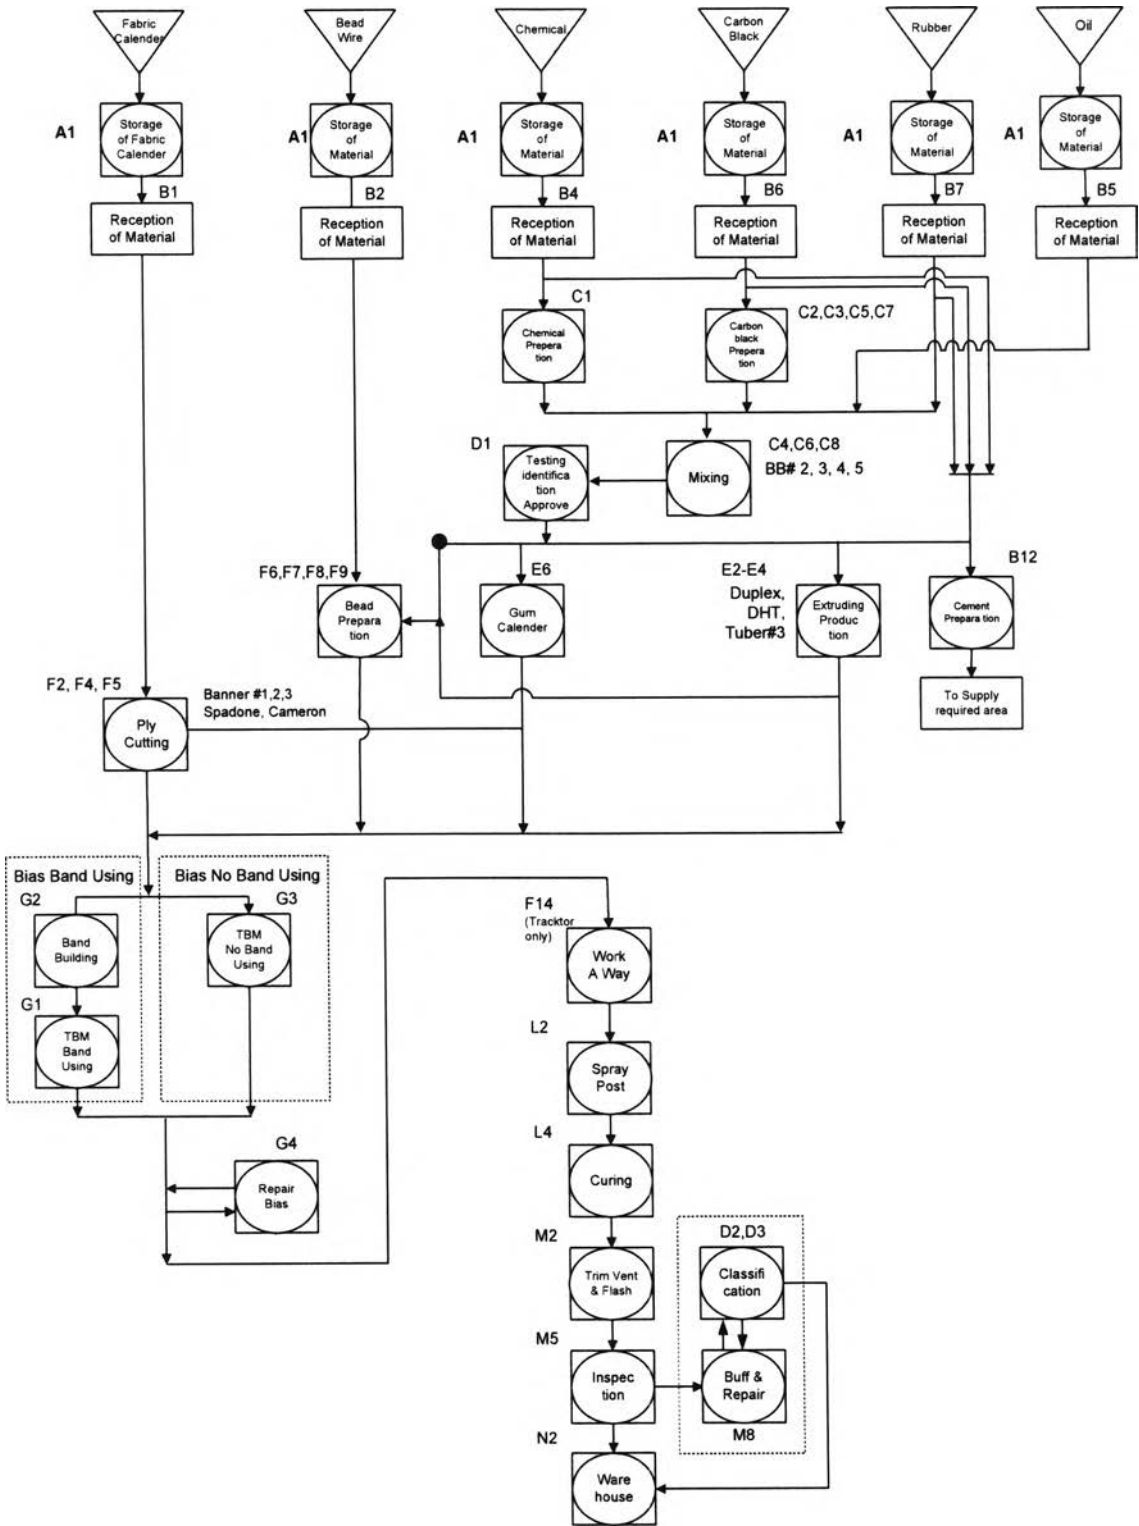 Fabric
Calender
Bead
Wire
Chemical
Carbon
Black
Rubber
Oil
A1
Storage
of Fabric
Calender
A1
Storage
of
Material
A1
Storage
of
Material
A1
Storage
of
Material
A1
Storage
of
Material
A1
Storage of
Material
B1
B2
B4
B6
B7
B5
Reception
of Material
Reception
of Material
Reception
of Material
Reception
of Material
Reception
of Material
Reception
of Material
C1
Chemical
Prepera
tion
C2,C3,C5,C7
Carbon
black
Prepera
tion
D1
Testing
identifica
tion
Approve
Mixing
C4,C6,C8
BB# 2, 3, 4, 5
F6,F7,F8,F9
Bead
Prepara
tion
E6
Gum
Calender
E2-E4
Duplex,
DHT,
Tuber#3
Extruding
Produc
tion
B12
Cement
Prepara tion
To Supply
required area
F2, F4, F5
Ply
Cutting
Banner #1,2,3
Spadone, Cameron
Bias Band Using
G2
Band
Building
G1
TBM
Band
Using
Bias No Band Using
G3
TBM
No Band
Using
G4
Repair
Bias
F14
(Tracktor
only)
Work
A Way
L2
Spray
Post
L4
Curing
M2
Trim Vent
& Flash
M5
Inspec
tion
N2
Ware
house
D2,D3
Classifi
cation
Buff &
Repair
M8